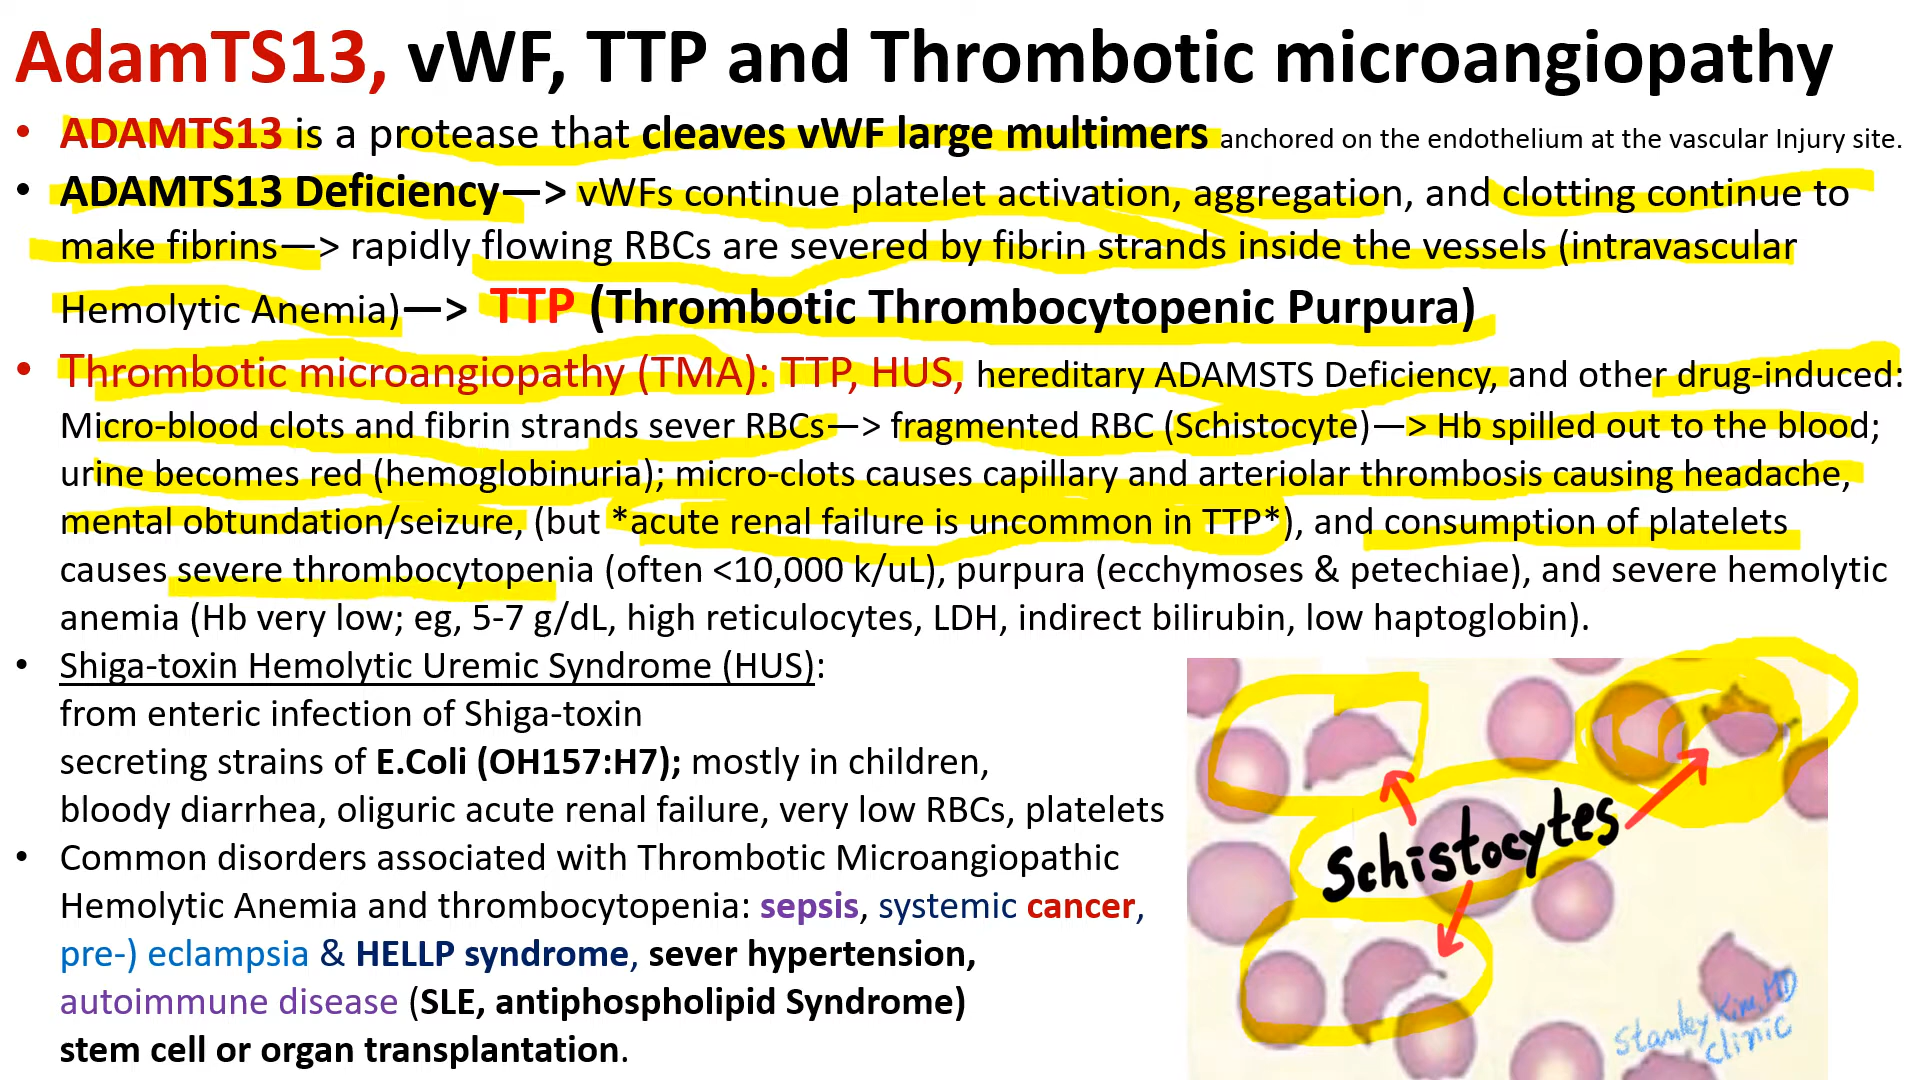 AdamTS13, vWF, TTP and Thrombotic microangiopathy
• ADAMTS13 is a protease that cleaves vWF large multimers anchored on the endothelium at the vascular Injury site.
• ADAMTS13 Deficiency—> vWFs continue platelet activation, aggregation, and clotting continue to
make fibrins—> rapidly flowing RBCs are severed by fibrin strands inside the vessels (intravascular
Hemolytic Anemia)—> TTP (Thrombotic Thrombocytopenic Purpura)
• Thrombotic microangiopathy (TMA): TTP, HUS, hereditary ADAMSTS Deficiency, and other drug-induced:
Micro-blood clots and fibrin strands sever RBCs—> fragmented RBC (Schistocyte)—> Hb spilled out to the blood;
urine becomes red (hemoglobinuria); micro-clots causes capillary and arteriolar thrombosis causing headache,
mental obtundation/seizure, (but *acute renal failure is uncommon in TTP*), and consumption of platelets
causes severe thrombocytopenia (often <10,000 k/uL), purpura (ecchymoses & petechiae), and severe hemolytic
anemia (Hb very low; eg, 5-7 g/dL, high reticulocytes, LDH, indirect bilirubin, low haptoglobin).
• Shiga-toxin Hemolytic Uremic Syndrome (HUS):
from enteric infection of Shiga-toxin
secreting strains of E.Coli (OH157:H7); mostly in children,
bloody diarrhea, oliguric acute renal failure, very low RBCs, platelets
• Common disorders associated with Thrombotic Microangiopathic
Hemolytic Anemia and thrombocytopenia: sepsis, systemic cancer,
pre-) eclampsia & HELLP syndrome, sever hypertension,
autoimmune disease (SLE, antiphospholipid Syndrome)
stem cell or organ transplantation.
Schistocytes
Stanley Kim, MD
clinic